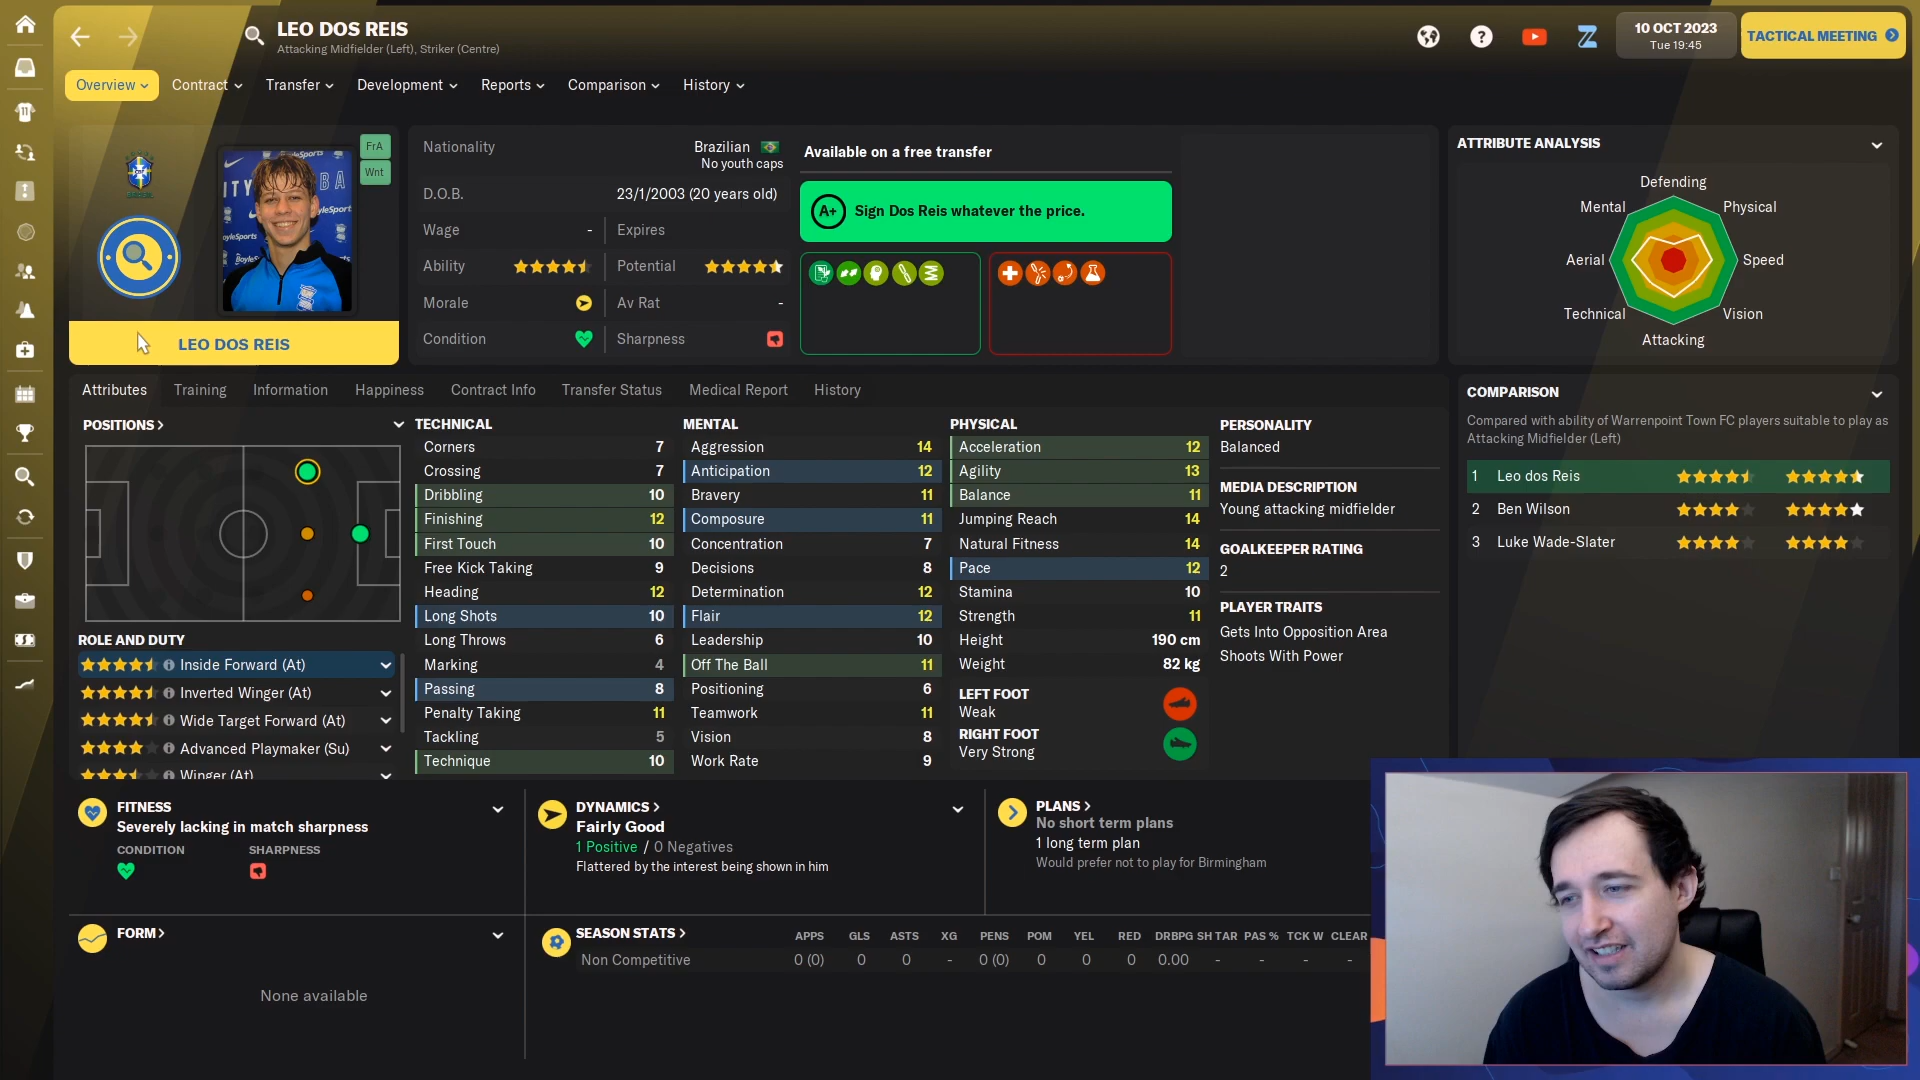 LEO DOS REIS
Attacking Midfielder (Left), Striker (Centre)
10 OCT 2023
Tue 19:45
TACTICAL MEETING
Overview
Contract
Transfer
Development
Reports
Comparison
History
FrA
Wnt
LEO DOS REIS
Nationality
Brazilian
No youth caps
D.O.B.
23/1/2003 (20 years old)
Wage -
Expires
Ability
Potential
Morale
Av Rat -
Condition
Sharpness
Available on a free transfer
A+ Sign Dos Reis whatever the price.
ATTRIBUTE ANALYSIS
Defending
Mental
Physical
Aerial
Speed
Technical
Vision
Attacking
Attributes
Training
Information
Happiness
Contract Info
Transfer Status
Medical Report
History
POSITIONS >
ROLE AND DUTY
Inside Forward (At)
Inverted Winger (At)
Wide Target Forward (At)
Advanced Playmaker (Su)
Winger (At)
TECHNICAL
Corners 7
Crossing 7
Dribbling 10
Finishing 12
First Touch 10
Free Kick Taking 9
Heading 12
Long Shots 10
Long Throws 6
Marking 4
Passing 8
Penalty Taking 11
Tackling 5
Technique 10
MENTAL
Aggression 14
Anticipation 12
Bravery 11
Composure 11
Concentration 7
Decisions 8
Determination 12
Flair 12
Leadership 10
Off The Ball 11
Positioning 6
Teamwork 11
Vision 8
Work Rate 9
PHYSICAL
Acceleration 12
Agility 13
Balance 11
Jumping Reach 14
Natural Fitness 14
Pace 12
Stamina 10
Strength 11
Height 190 cm
Weight 82 kg
LEFT FOOT
Weak
RIGHT FOOT
Very Strong
PERSONALITY
Balanced
MEDIA DESCRIPTION
Young attacking midfielder
GOALKEEPER RATING
2
PLAYER TRAITS
Gets Into Opposition Area
Shoots With Power
COMPARISON
Compared with ability of Warrenpoint Town FC players suitable to play as
Attacking Midfielder (Left)
1 Leo dos Reis
2 Ben Wilson
3 Luke Wade-Slater
FITNESS
Severely lacking in match sharpness
CONDITION
SHARPNESS
DYNAMICS >
Fairly Good
1 Positive / 0 Negatives
Flattered by the interest being shown in him
PLANS >
No short term plans
1 long term plan
Would prefer not to play for Birmingham
FORM >
None available
SEASON STATS > APPS GLS ASTS XG PENS POM YEL RED DRBPG SH TAR PAS % TCK W CLEAR
Non Competitive 0 (0) 0 0 - 0 (0) 0 0 0 0.00 - - - -